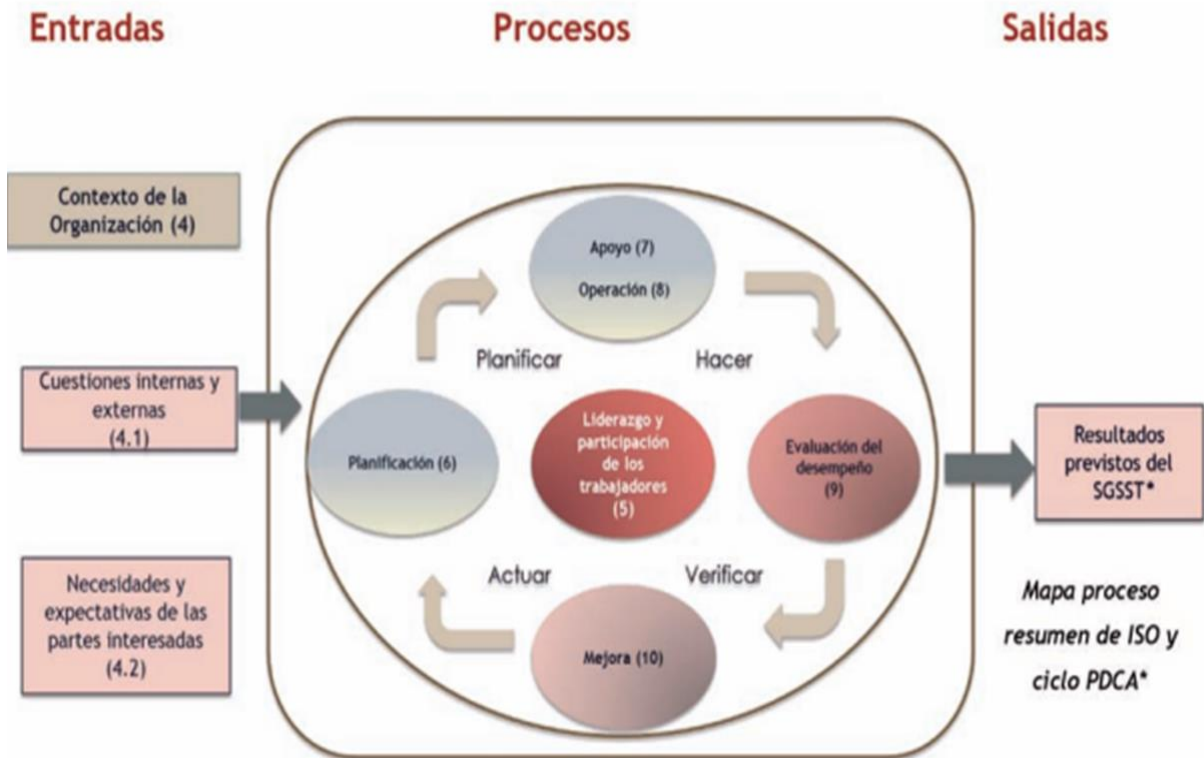 Entradas
Procesos
Salidas
Contexto de la
Organización (4)
Cuestiones internas y
externas
(4.1)
Necesidades y
expectativas de las
partes interesadas
(4.2)
Apoyo (7)
Operación (8)
Planificar
Hacer
Planificación (6)
Liderazgo y
participación
de los
trabajadores
(5)
Evaluación del
desempeño
(9)
Actuar
Verificar
Mejora (10)
Resultados
previstos del
SGSST*
Mapa proceso
resumen de ISO y
ciclo PDCA*